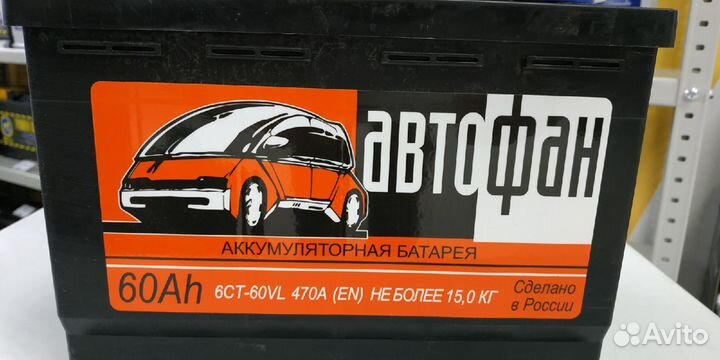 автофан
АККУМУЛЯТОРНАЯ БАТАРЕЯ
60Ah 6СТ-60VL 470A (EN) НЕ БОЛЕЕ 15,0 КГ
Сделано
в России
Avito